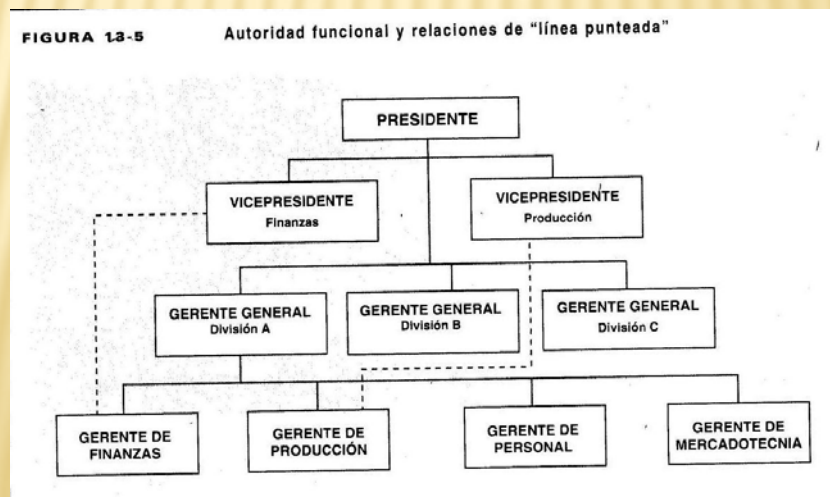 FIGURA 13-5
Autoridad funcional y relaciones de "línea punteada"
PRESIDENTE
VICEPRESIDENTE
Finanzas
VICEPRESIDENTE
Producción
GERENTE GENERAL
División A
GERENTE GENERAL
División B
GERENTE GENERAL
División C
GERENTE DE
FINANZAS
GERENTE DE
PRODUCCIÓN
GERENTE DE
PERSONAL
GERENTE DE
MERCADOTECNIA